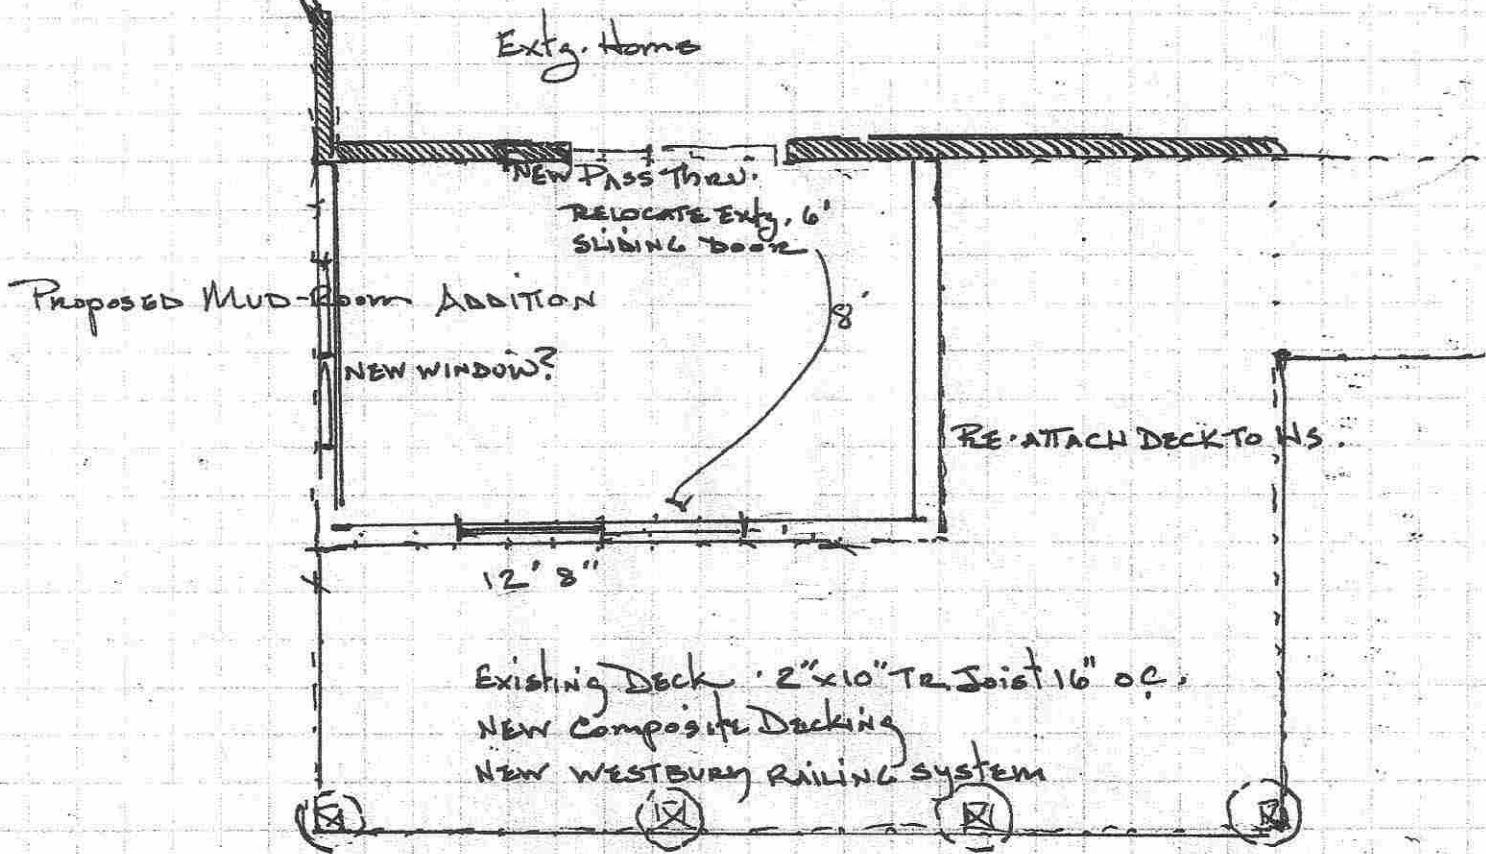 Extg. Home
NEW PASS THRU.
RELOCATE Extg. 6'
SLIDING DOOR
PROPOSED MUD-ROOM ADDITION
8'
NEW WINDOW?
RE-ATTACH DECK TO HS.
12' 8"
Existing Deck . 2"x10" TR. Joist 16" OC.
NEW Composite Decking
NEW WESTBURY RAILING SYSTEM